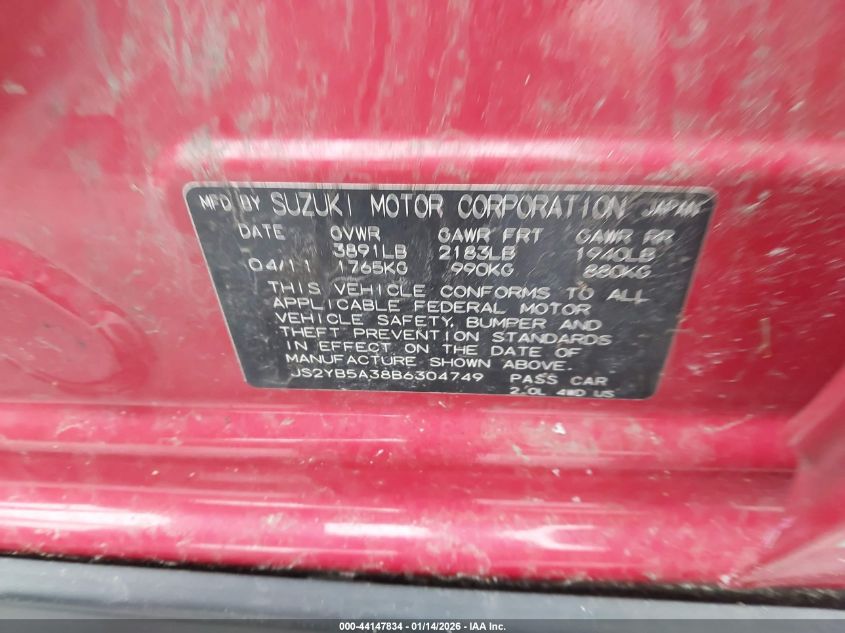 MFD BY SUZUKI MOTOR CORPORATION JAPAN
DATE GVWR GAWR FRT GAWR RR
3891LB 2183LB 1940LB
04/11 1765KG 990KG 880KG
THIS VEHICLE CONFORMS TO ALL
APPLICABLE FEDERAL MOTOR
VEHICLE SAFETY, BUMPER AND
THEFT PREVENTION STANDARDS
IN EFFECT ON THE DATE OF
MANUFACTURE SHOWN ABOVE.
JS2YB5A38B6304749 PASS CAR
2.0L 4WD US
000-44147834 - 01/14/2026 - IAA Inc.